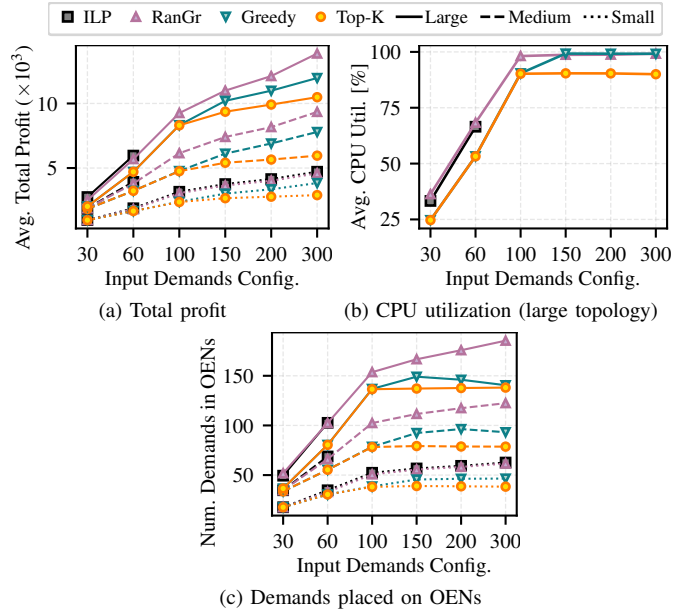 ILP RanGr Greedy Top-K Large Medium Small
Avg. Total Profit (×10³)
10
5
30 60 100 150 200 300
Input Demands Config.
(a) Total profit
Avg. CPU Util. [%]
100
75
50
25
30 60 100 150 200 300
Input Demands Config.
(b) CPU utilization (large topology)
Num. Demands in OENs
150
100
50
30 60 100 150 200 300
Input Demands Config.
(c) Demands placed on OENs